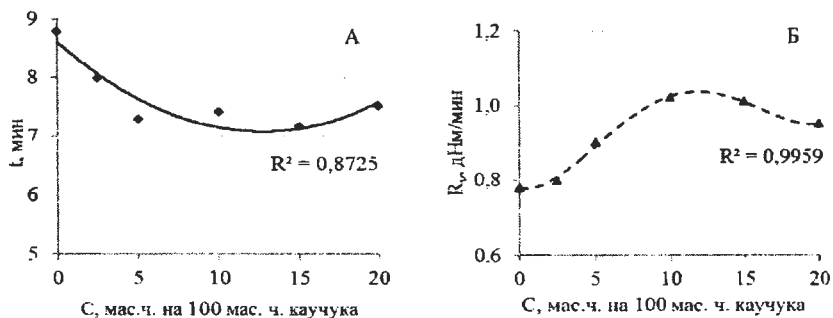 А
9
8
7
6
5
t, мин
R² = 0,8725
0 5 10 15 20
С, мас.ч. на 100 мас. ч. каучука
Б
1,2
1,0
0,8
0,6
Rᵥ, дНм/мин
R² = 0,9959
0 5 10 15 20
С, мас.ч. на 100 мас. ч. каучука